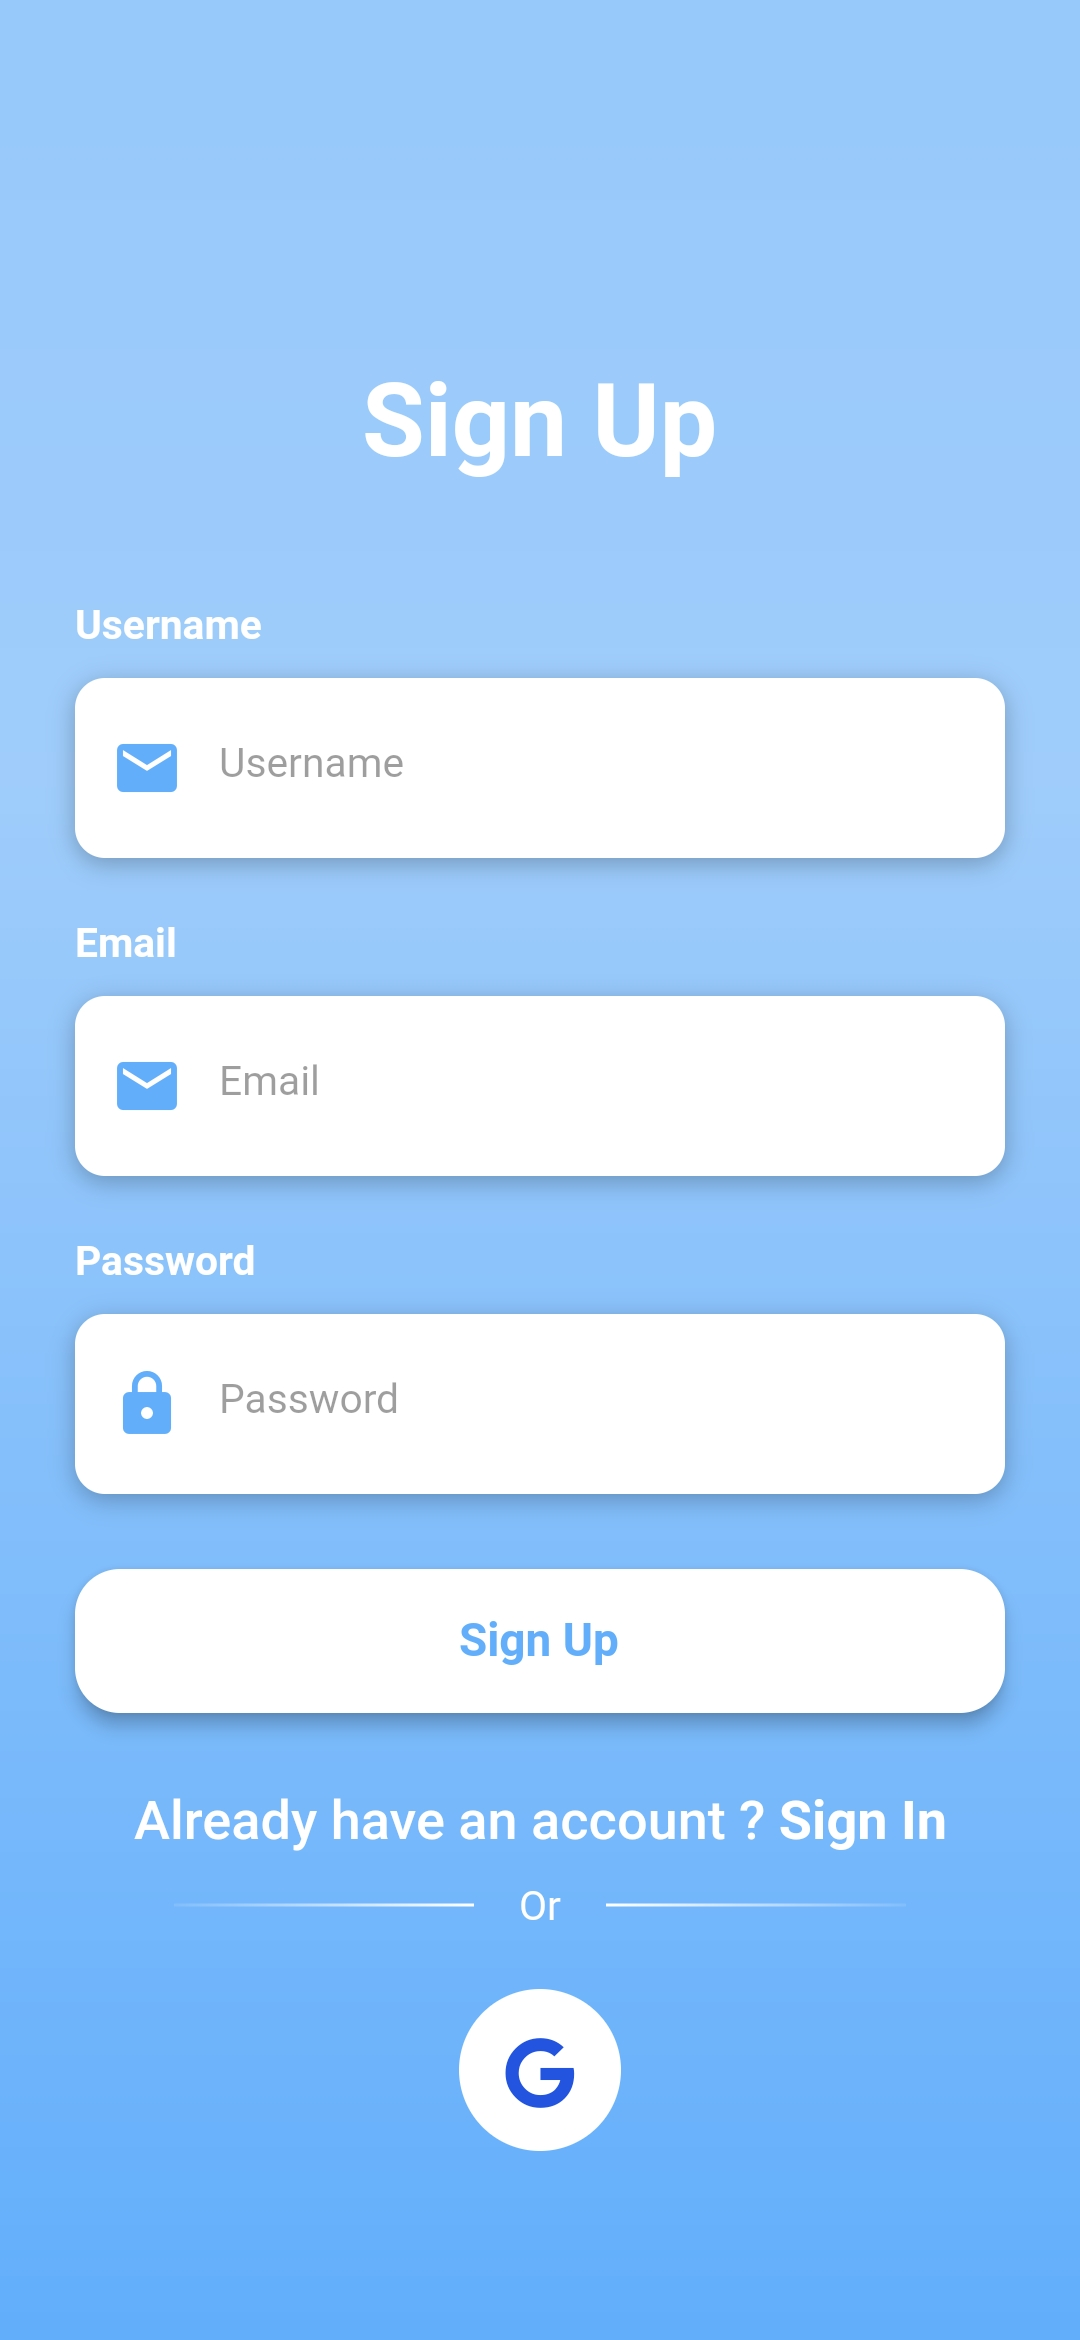 Sign Up
Username
Username
Email
Email
Password
Password
Sign Up
Already have an account ? Sign In
Or
G